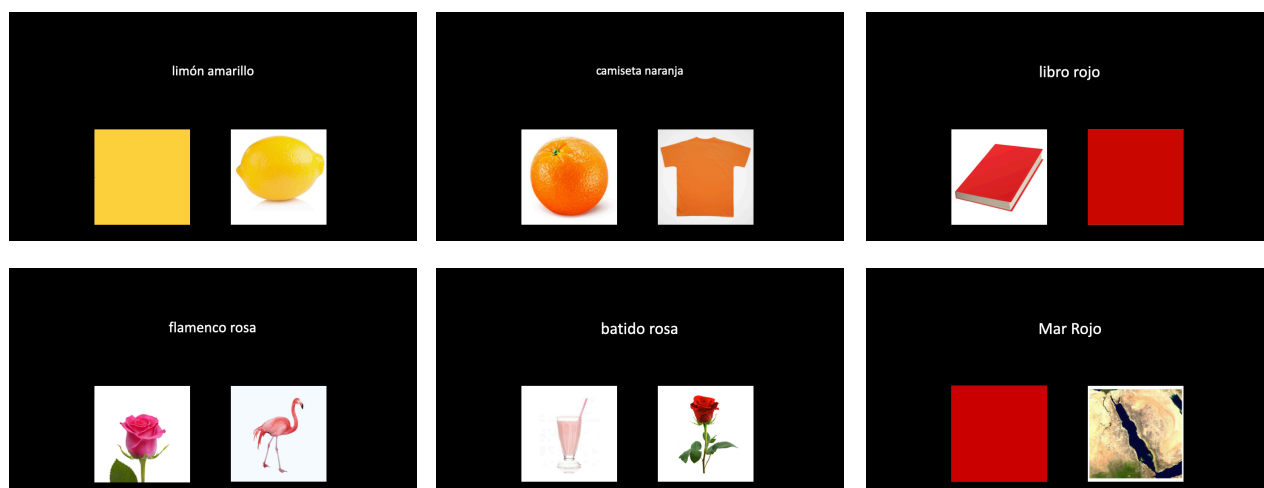 limón amarillo
camiseta naranja
libro rojo
flamenco rosa
batido rosa
Mar Rojo